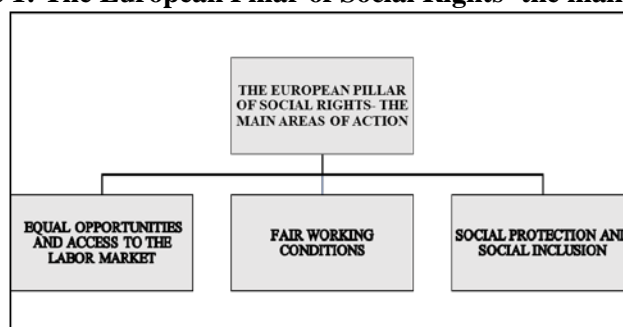 1. The European Pillar of Social Rights- the main
THE EUROPEAN PILLAR
OF SOCIAL RIGHTS- THE
MAIN AREAS OF ACTION
EQUAL OPPORTUNITIES
AND ACCESS TO THE
LABOR MARKET
FAIR WORKING
CONDITIONS
SOCIAL PROTECTION AND
SOCIAL INCLUSION